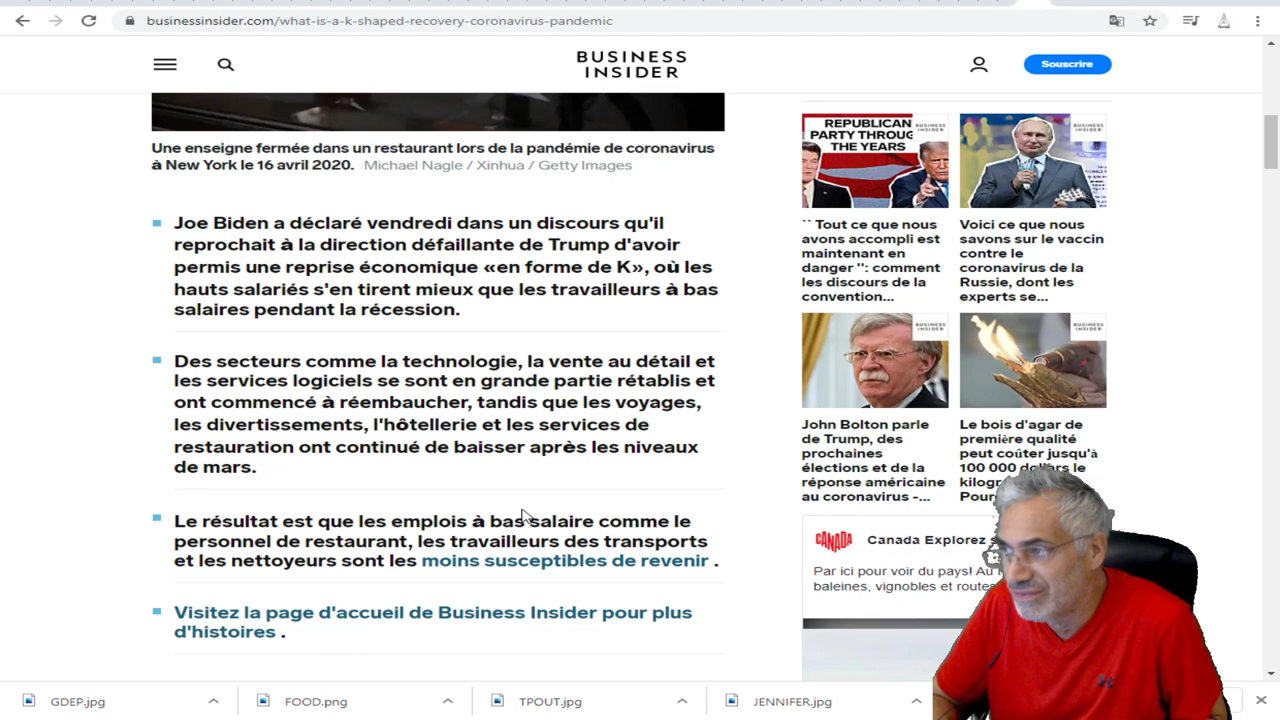 businessinsider.com/what-is-a-k-shaped-recovery-coronavirus-pandemic
BUSINESS
INSIDER
Souscrire
Une enseigne fermée dans un restaurant lors de la pandémie de coronavirus
à New York le 16 avril 2020. Michael Nagle / Xinhua / Getty Images
Joe Biden a déclaré vendredi dans un discours qu'il
reprochait à la direction défaillante de Trump d'avoir
permis une reprise économique «en forme de K», où les
hauts salariés s'en tirent mieux que les travailleurs à bas
salaires pendant la récession.
Des secteurs comme la technologie, la vente au détail et
les services logiciels se sont en grande partie rétablis et
ont commencé à réembaucher, tandis que les voyages,
les divertissements, l'hôtellerie et les services de
restauration ont continué de baisser après les niveaux
de mars.
Le résultat est que les emplois à bas salaire comme le
personnel de restaurant, les travailleurs des transports
et les nettoyeurs sont les moins susceptibles de revenir .
Visitez la page d'accueil de Business Insider pour plus
d'histoires .
REPUBLICAN
PARTY THROUG
THE YEARS
BUSINESS
INSIDER
`` Tout ce que nous
avons accompli est
maintenant en
danger '': comment
les discours de la
convention...
BUSINESS
INSIDER
Voici ce que nous
savons sur le vaccin
contre le
coronavirus de la
Russie, dont les
experts se...
BUSINESS
INSIDER
John Bolton parle
de Trump, des
prochaines
élections et de la
réponse américaine
au coronavirus -...
BUSINESS
INSIDER
Le bois d'agar de
première qualité
peut coûter jusqu'à
100 000 dollars le
CANADA
Canada Explorez
Par ici pour voir du pays! Au
baleines, vignobles et
GDEP.jpg
FOOD.png
TPOUT.jpg
JENNIFER.jpg